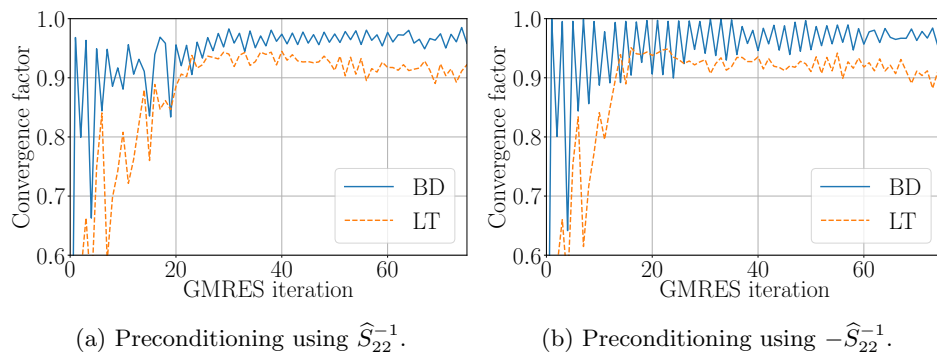 1.0
0.9
0.8
0.7
0.6
Convergence factor
0
20
40
60
GMRES iteration
BD
LT
(a) Preconditioning using $\widehat{S}_{22}^{-1}$.
1.0
0.9
0.8
0.7
0.6
Convergence factor
0
20
40
60
GMRES iteration
BD
LT
(b) Preconditioning using $-\widehat{S}_{22}^{-1}$.